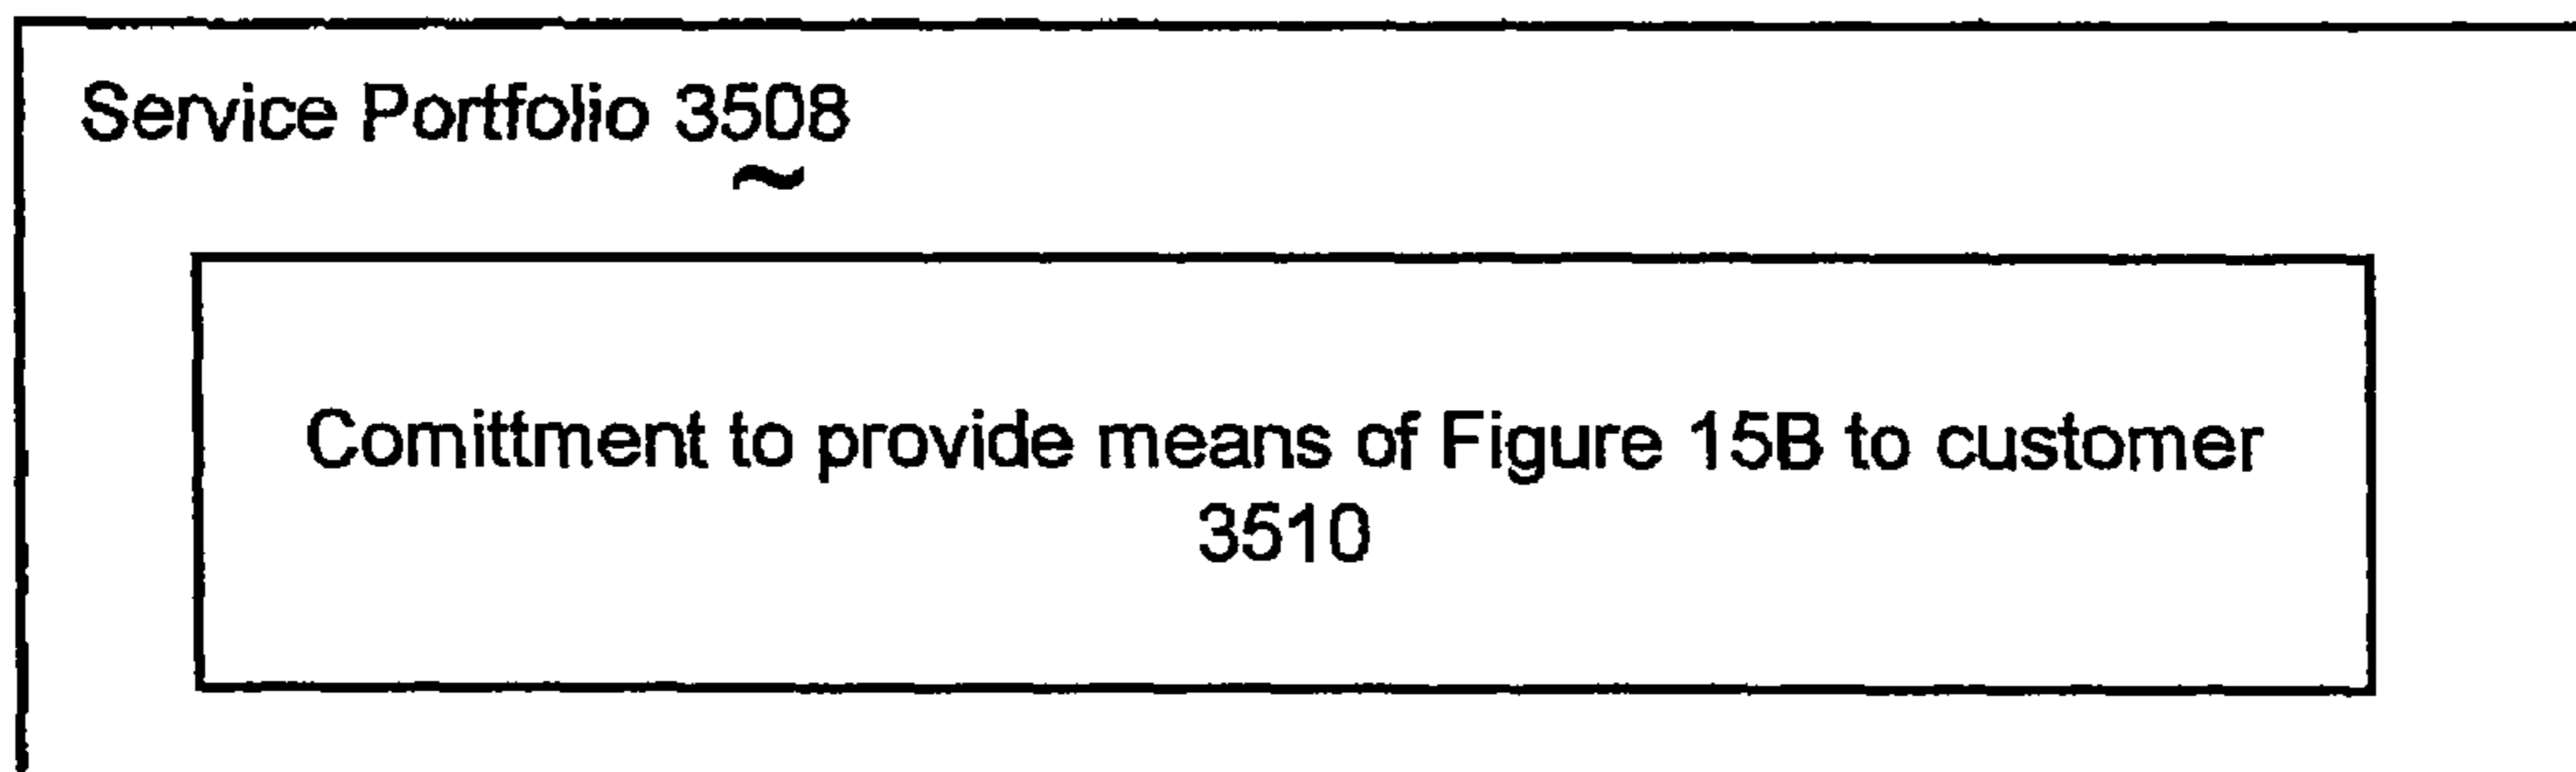 Service Portfolio 3508
~
Comittment to provide means of Figure 15B to customer
3510